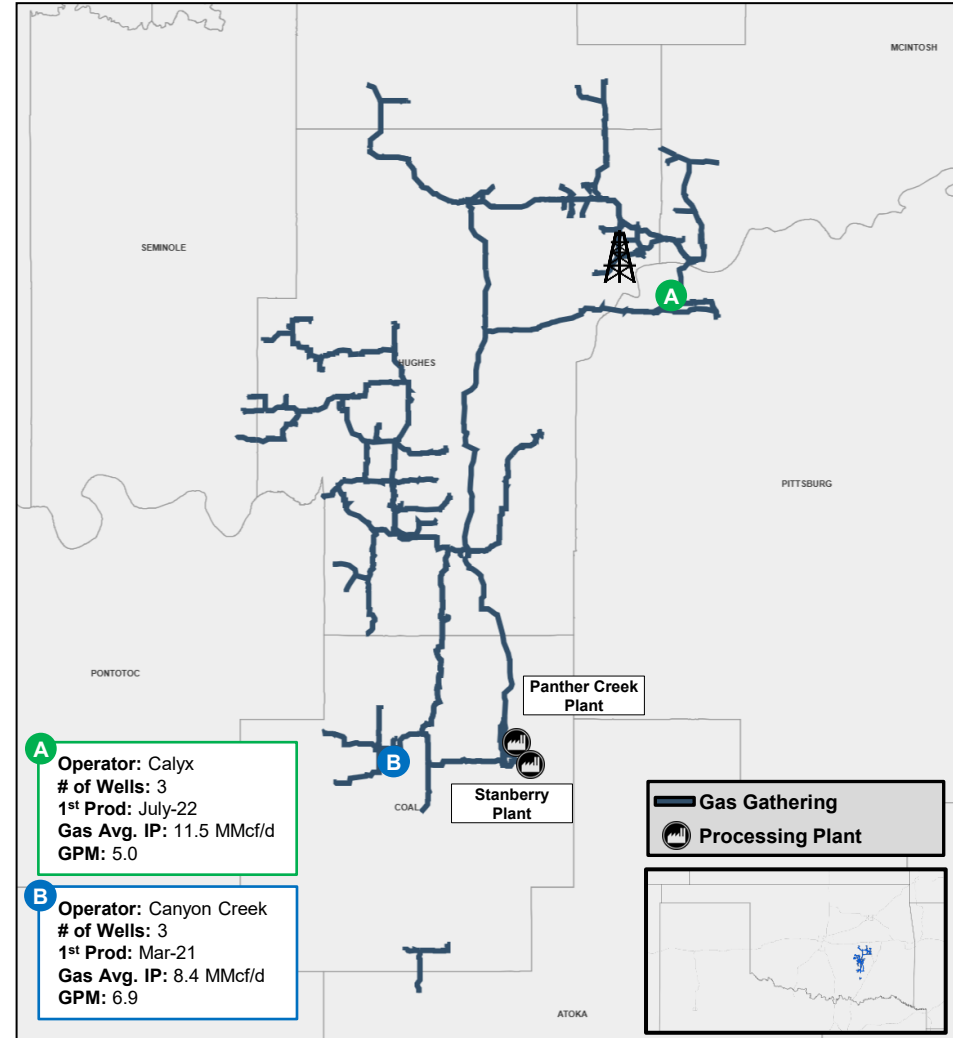 MCINTOSH
SEMINOLE
A
HUGHES
PITTSBURG
PONTOTOC
Panther Creek
Plant
B
Stanberry
Plant
COAL
A
Operator: Calyx
# of Wells: 3
1st Prod: July-22
Gas Avg. IP: 11.5 MMcf/d
GPM: 5.0
B
Operator: Canyon Creek
# of Wells: 3
1st Prod: Mar-21
Gas Avg. IP: 8.4 MMcf/d
GPM: 6.9
Gas Gathering
Processing Plant
ATOKA